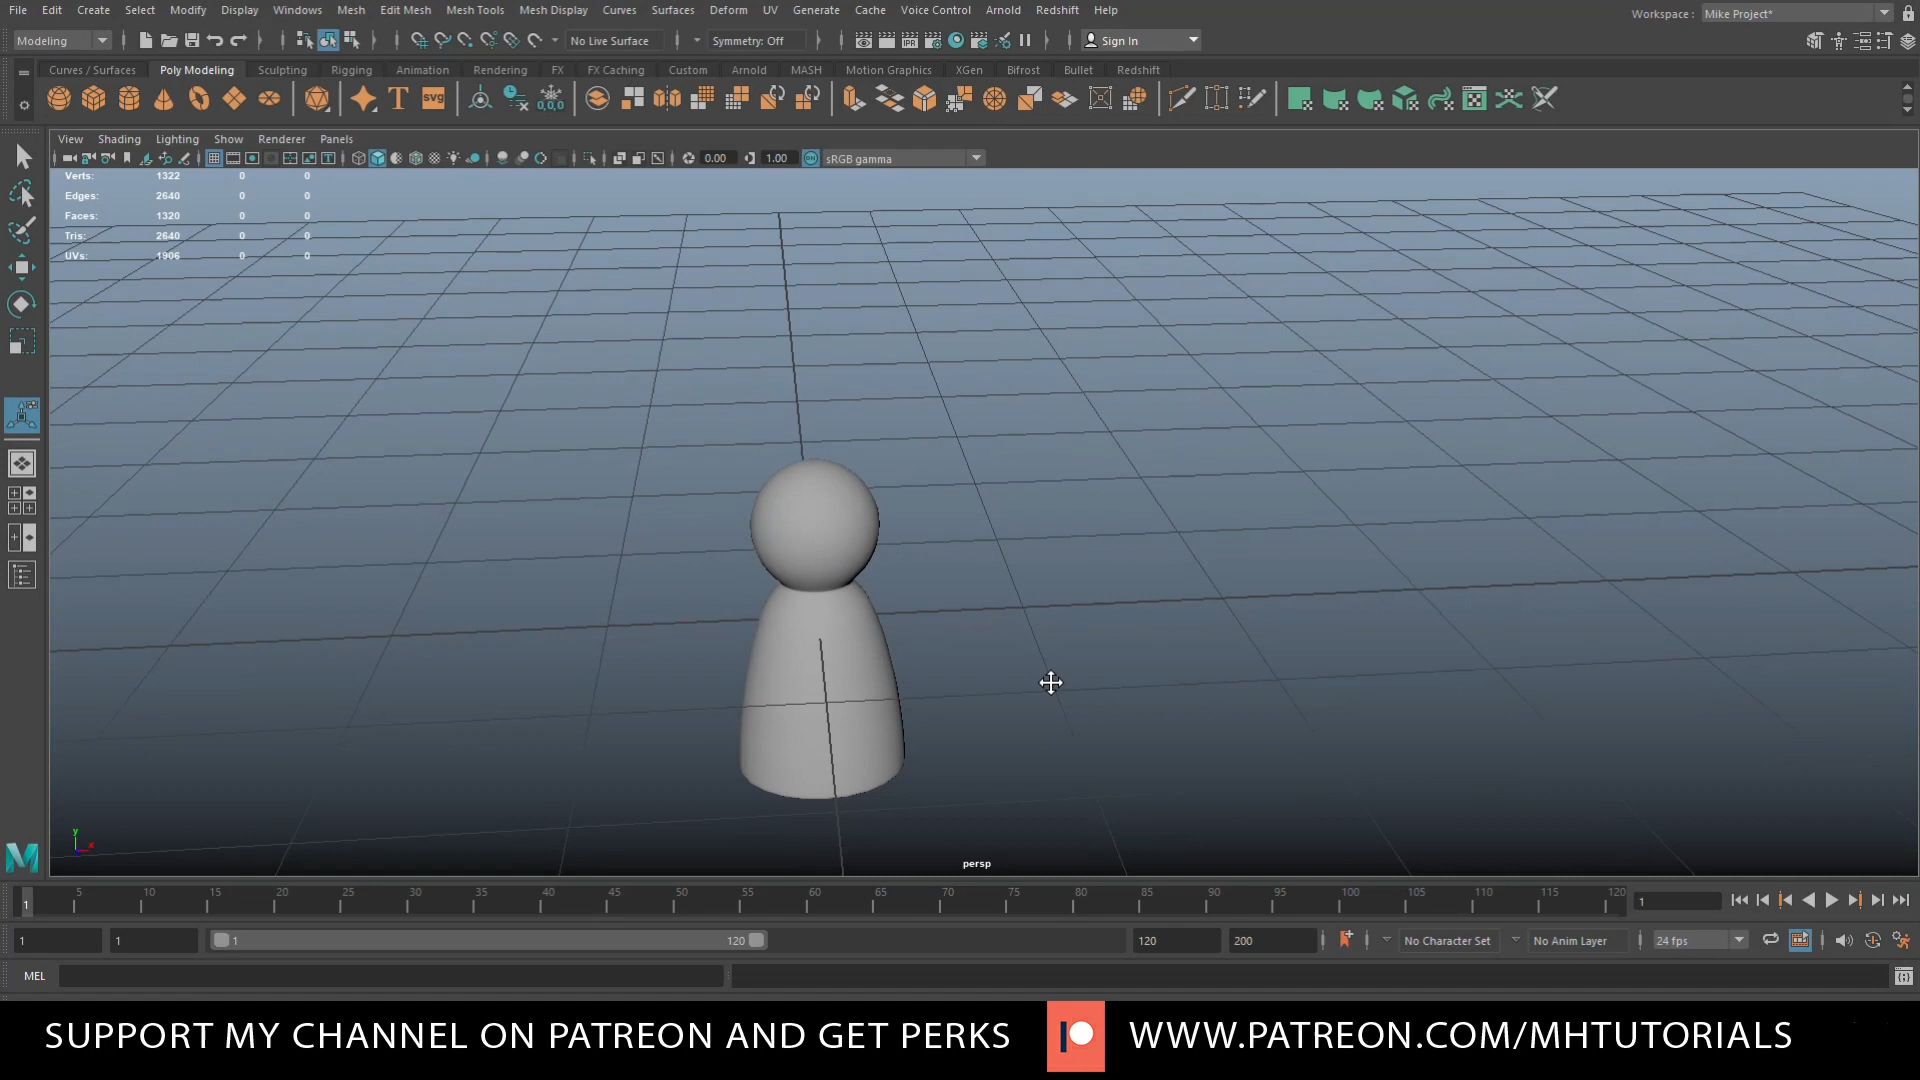 File Edit Create Select Modify Display Windows Mesh Edit Mesh Mesh Tools Mesh Display Curves Surfaces Deform UV Generate Cache Voice Control Arnold Redshift Help
Workspace : Mike Project*
Modeling No Live Surface Symmetry: Off IPR Sign In
Curves / Surfaces Poly Modeling Sculpting Rigging Animation Rendering FX FX Caching Custom Arnold MASH Motion Graphics XGen Bifrost Bullet Redshift
T SVG 0,0,0
View Shading Lighting Show Renderer Panels
0.00 1.00 ON sRGB gamma
Verts: 1322 0 0
Edges: 2640 0 0
Faces: 1320 0 0
Tris: 2640 0 0
UVs: 1906 0 0
y
x
persp
1 5 10 15 20 25 30 35 40 45 50 55 60 65 70 75 80 85 90 95 100 105 110 115 120 1
1 1 1 120 120 200 No Character Set No Anim Layer 24 fps
MEL
SUPPORT MY CHANNEL ON PATREON AND GET PERKS WWW.PATREON.COM/MHTUTORIALS